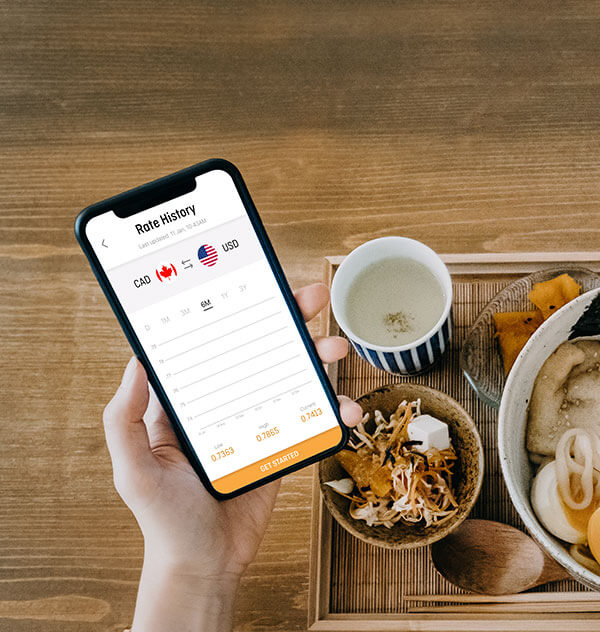 Rate History
Last updated: 11 Jan, 10:43AM
CAD USD
D 1M 3M 6M 1Y 3Y
Low High Current
0.7363 0.7865 0.7413
GET STARTED